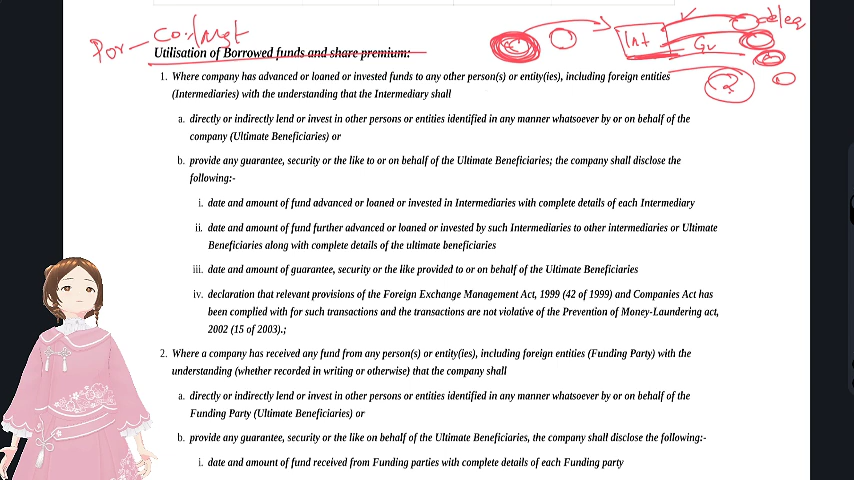 Int
Utilisation of Borrowed funds and share premium:
1. Where company has advanced or loaned or invested funds to any other person(s) or entity(ies), including foreign entities
(Intermediaries) with the understanding that the Intermediary shall
a. directly or indirectly lend or invest in other persons or entities identified in any manner whatsoever by or on behalf of the
company (Ultimate Beneficiaries) or
b. provide any guarantee, security or the like to or on behalf of the Ultimate Beneficiaries; the company shall disclose the
following:-
i. date and amount of fund advanced or loaned or invested in Intermediaries with complete details of each Intermediary
ii. date and amount of fund further advanced or loaned or invested by such Intermediaries to other intermediaries or Ultimate
Beneficiaries along with complete details of the ultimate beneficiaries
iii. date and amount of guarantee, security or the like provided to or on behalf of the Ultimate Beneficiaries
iv. declaration that relevant provisions of the Foreign Exchange Management Act, 1999 (42 of 1999) and Companies Act has
been complied with for such transactions and the transactions are not violative of the Prevention of Money-Laundering act,
2002 (15 of 2003).;
2. Where a company has received any fund from any person(s) or entity(ies), including foreign entities (Funding Party) with the
understanding (whether recorded in writing or otherwise) that the company shall
a. directly or indirectly lend or invest in other persons or entities identified in any manner whatsoever by or on behalf of the
Funding Party (Ultimate Beneficiaries) or
b. provide any guarantee, security or the like on behalf of the Ultimate Beneficiaries, the company shall disclose the following:-
i. date and amount of fund received from Funding parties with complete details of each Funding party